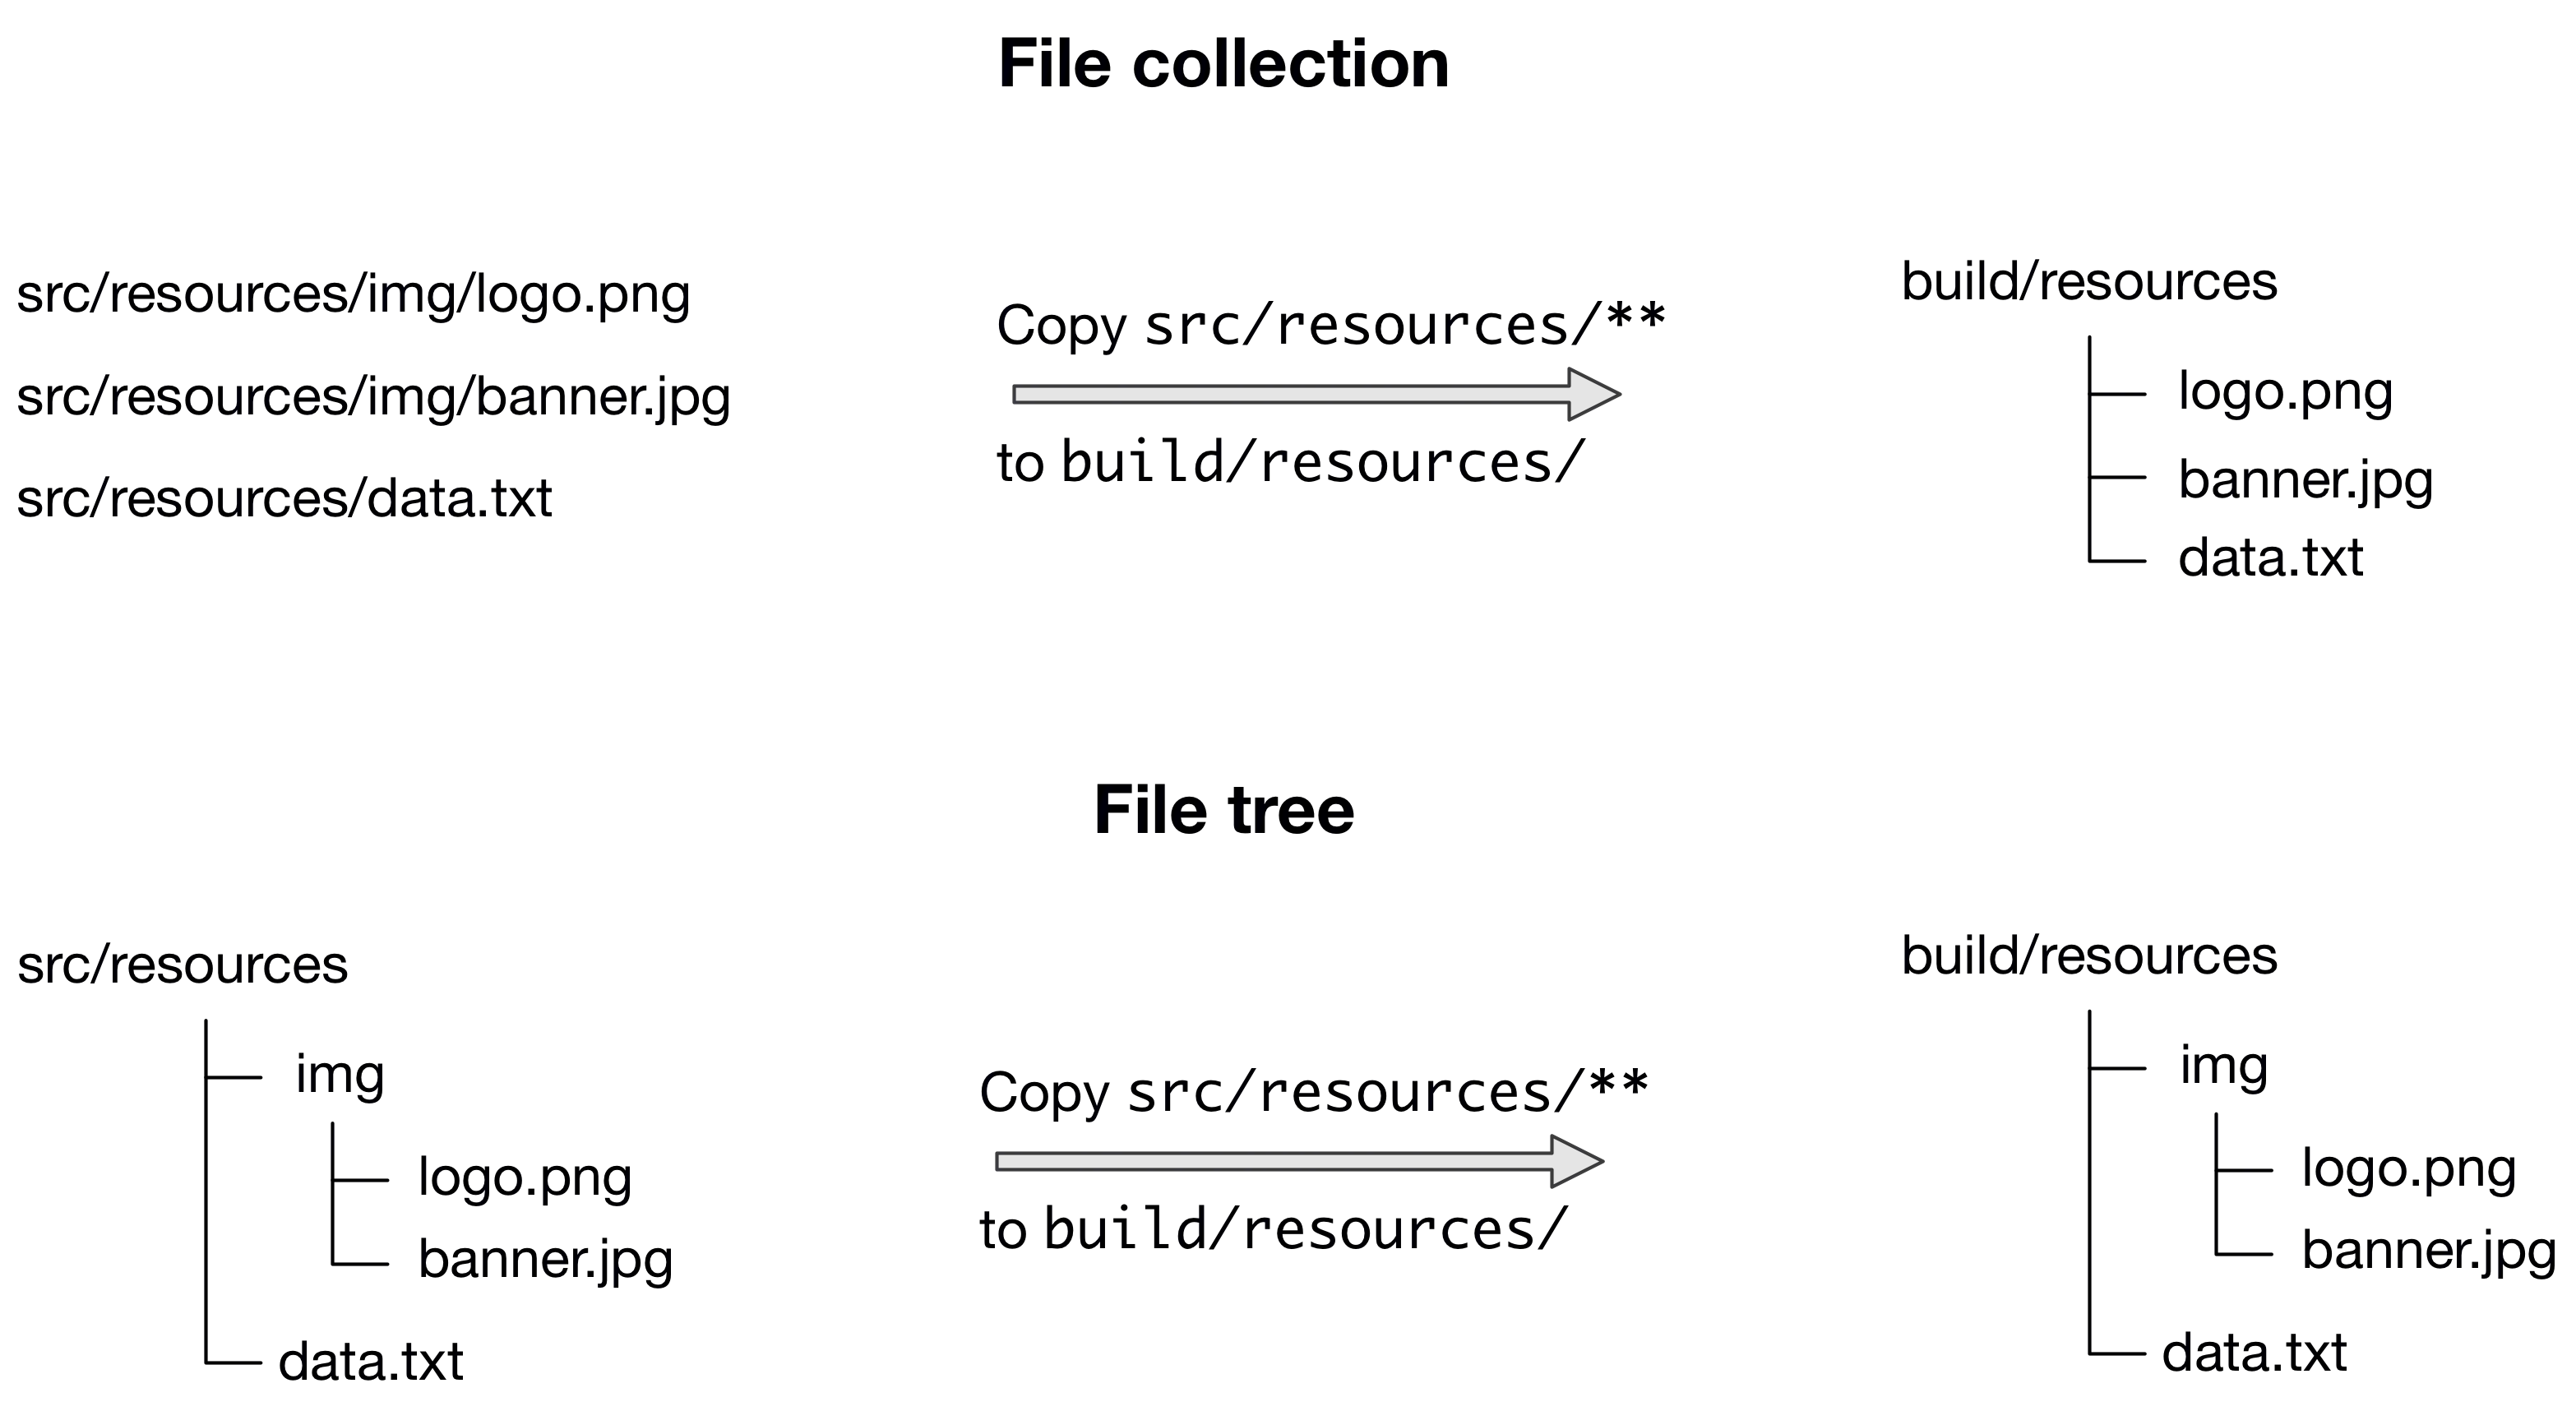 File collection
src/resources/img/logo.png
src/resources/img/banner.jpg
src/resources/data.txt
Copy src/resources/**
to build/resources/
build/resources
logo.png
banner.jpg
data.txt
File tree
src/resources
img
logo.png
banner.jpg
data.txt
Copy src/resources/**
to build/resources/
build/resources
img
logo.png
banner.jpg
data.txt